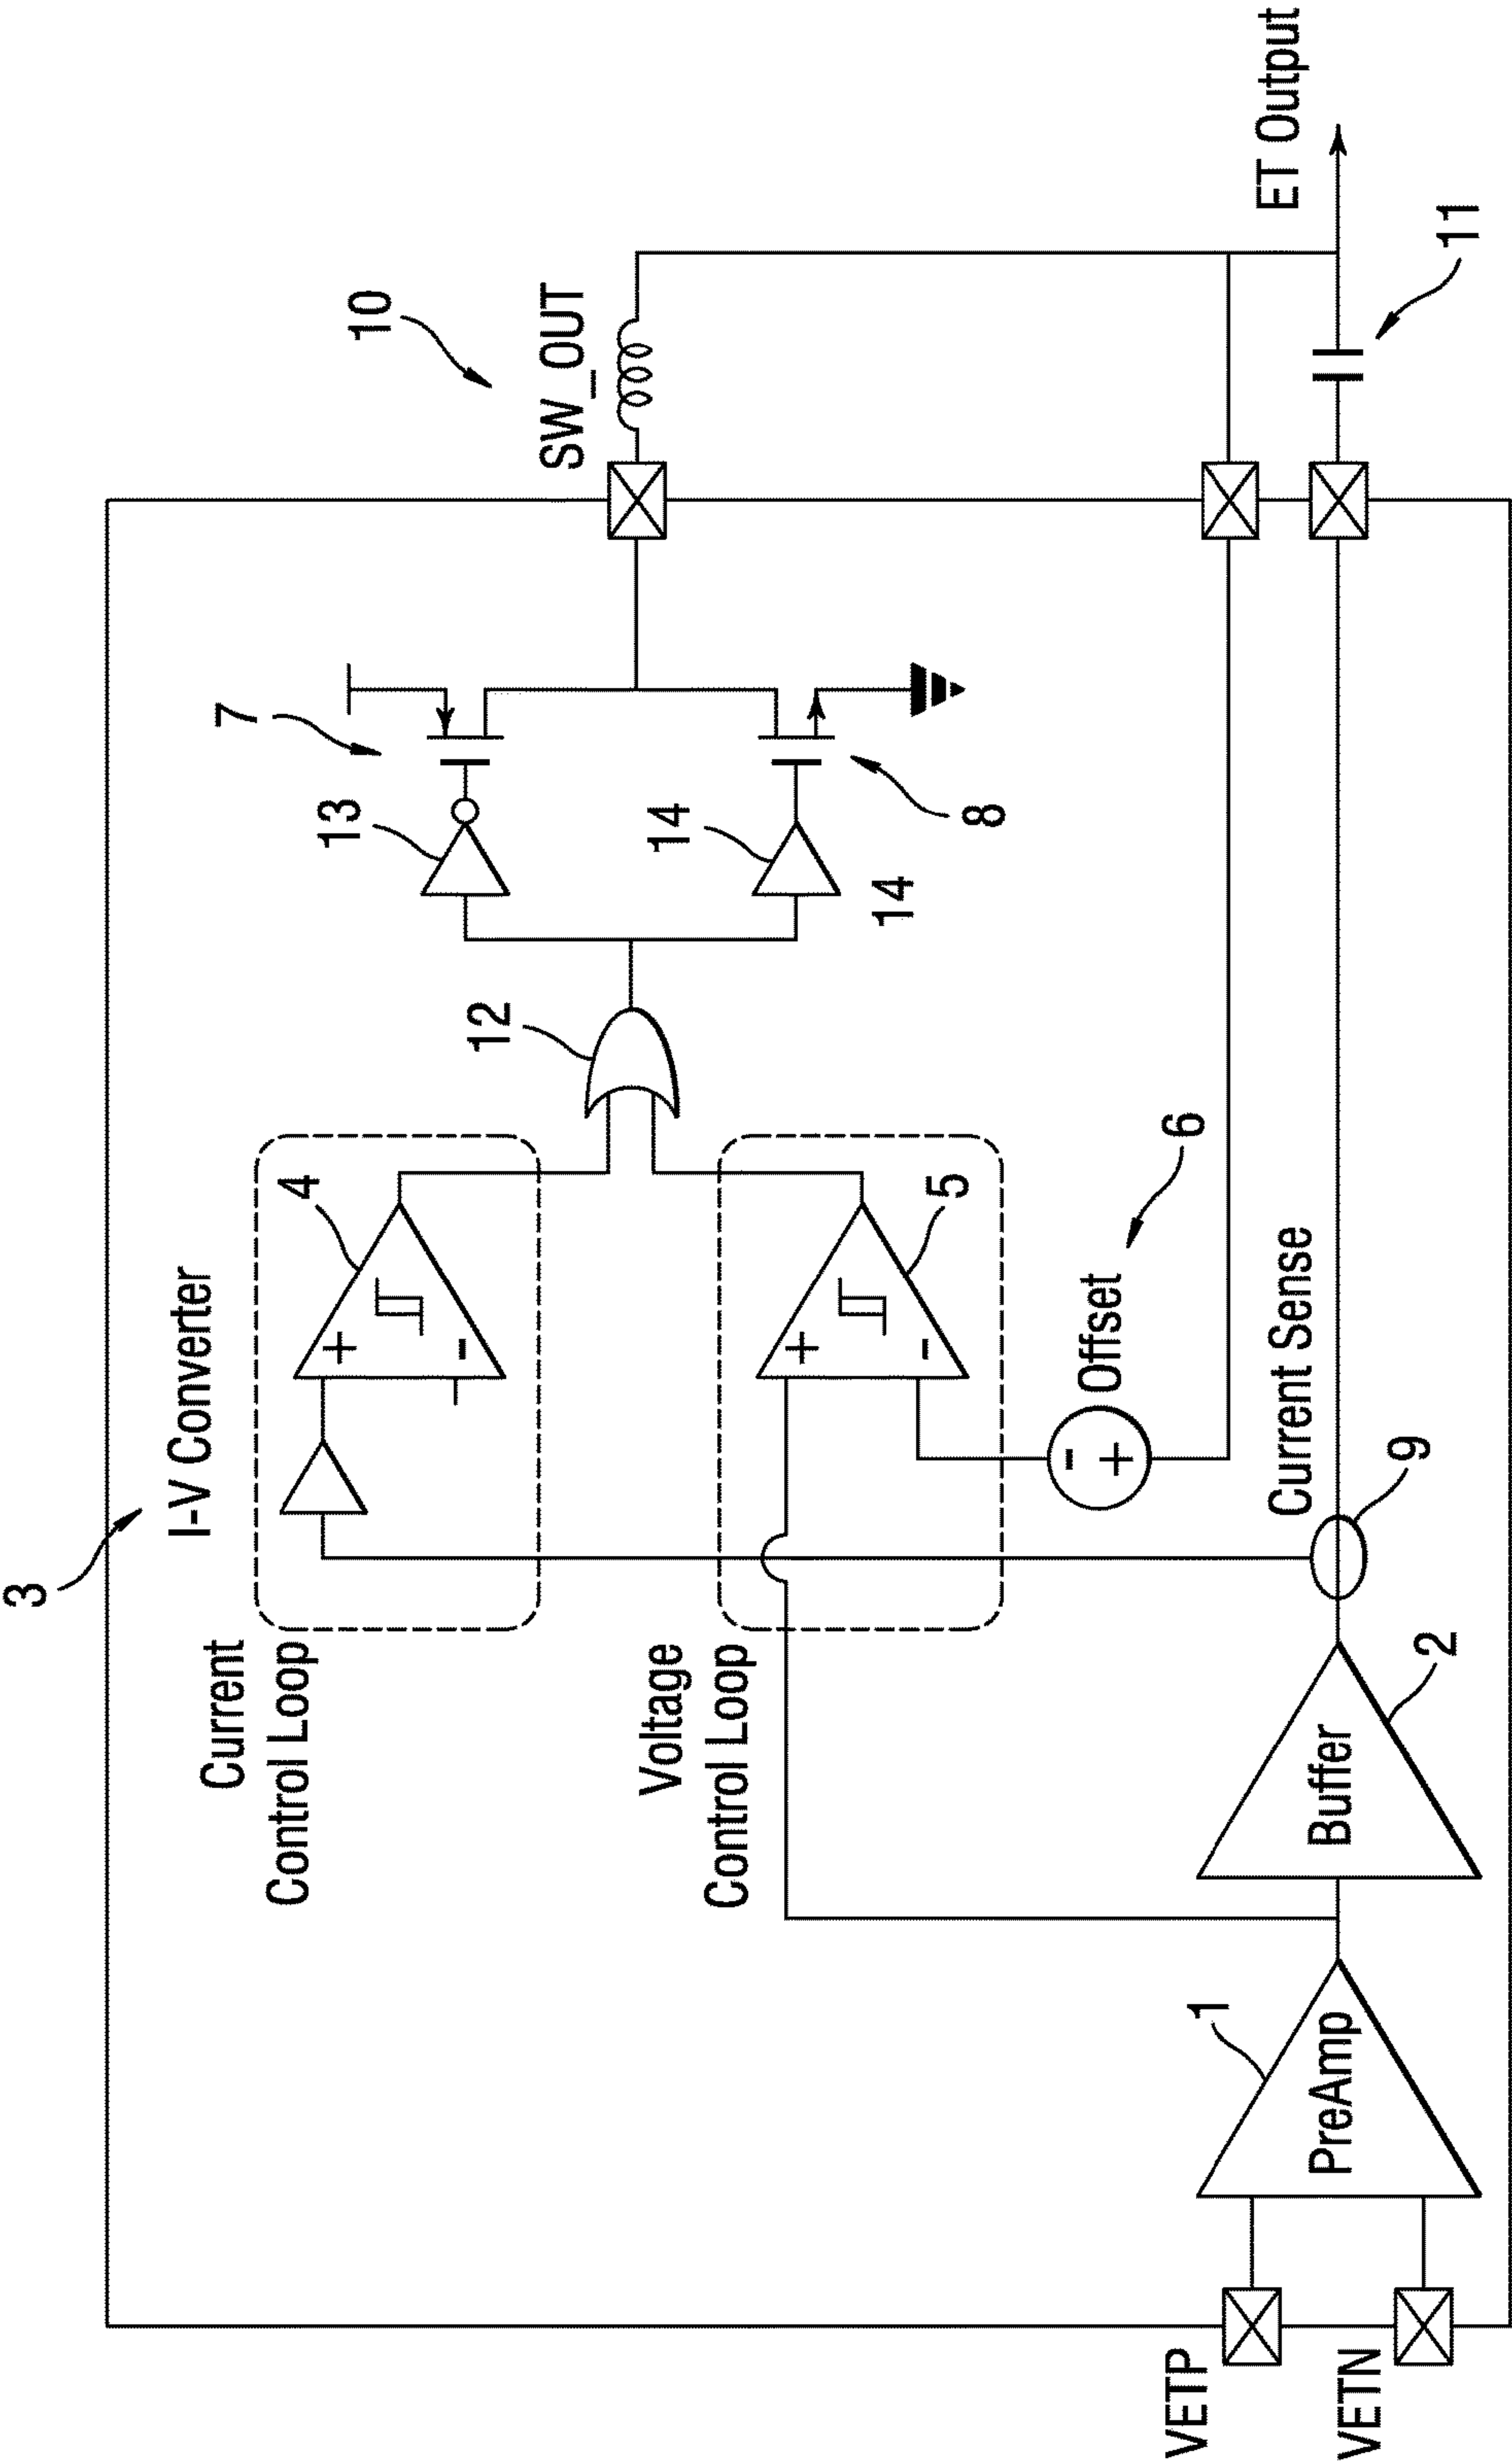 3
I-V Converter
Current
Control Loop
+
-
4
Voltage
Control Loop
+
-
5
12
13
7
14
14
8
10
SW_OUT
-
+
Offset
6
VETP
VETN
PreAmp
1
Buffer
2
9
Current Sense
11
ET Output